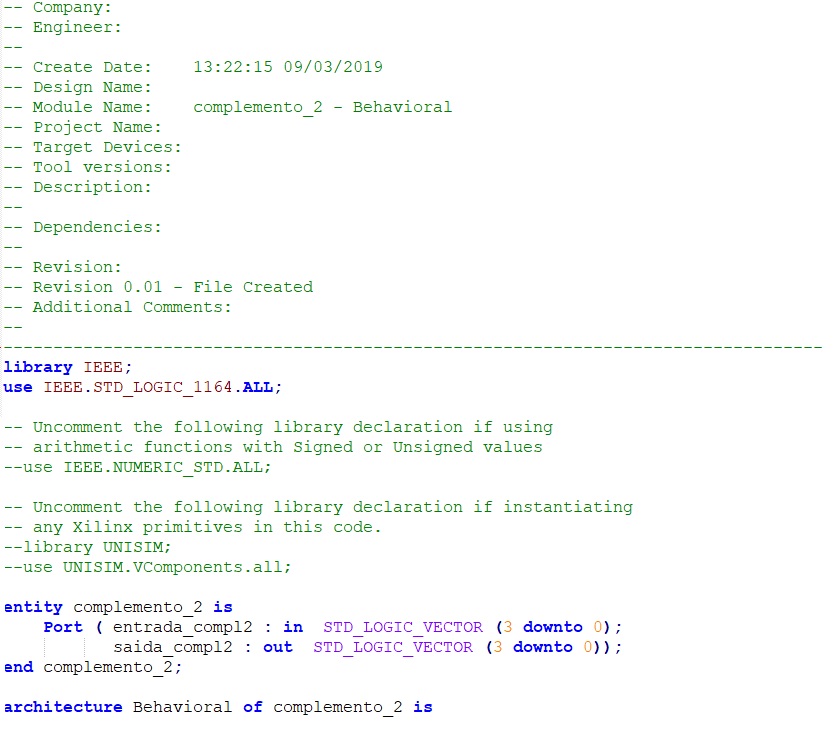 -- Company:
-- Engineer:
--
-- Create Date:    13:22:15 09/03/2019
-- Design Name:
-- Module Name:    complemento_2 - Behavioral
-- Project Name:
-- Target Devices:
-- Tool versions:
-- Description:
--
-- Dependencies:
--
-- Revision:
-- Revision 0.01 - File Created
-- Additional Comments:
--
----------------------------------------------------------------------------------
library IEEE;
use IEEE.STD_LOGIC_1164.ALL;

-- Uncomment the following library declaration if using
-- arithmetic functions with Signed or Unsigned values
--use IEEE.NUMERIC_STD.ALL;

-- Uncomment the following library declaration if instantiating
-- any Xilinx primitives in this code.
--library UNISIM;
--use UNISIM.VComponents.all;

entity complemento_2 is
    Port ( entrada_compl2 : in  STD_LOGIC_VECTOR (3 downto 0);
           saida_compl2 : out  STD_LOGIC_VECTOR (3 downto 0));
end complemento_2;

architecture Behavioral of complemento_2 is